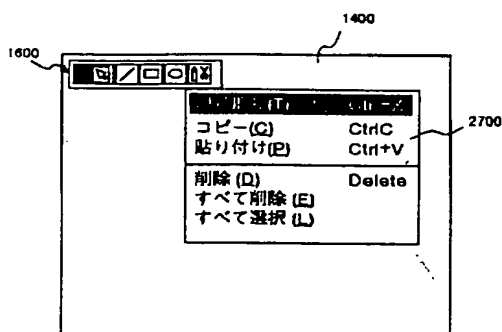 1400
1600
コピー(C) CtrlC
貼り付け(P) Ctrl+V
2700
削除(D) Delete
すべて削除(E)
すべて選択(L)